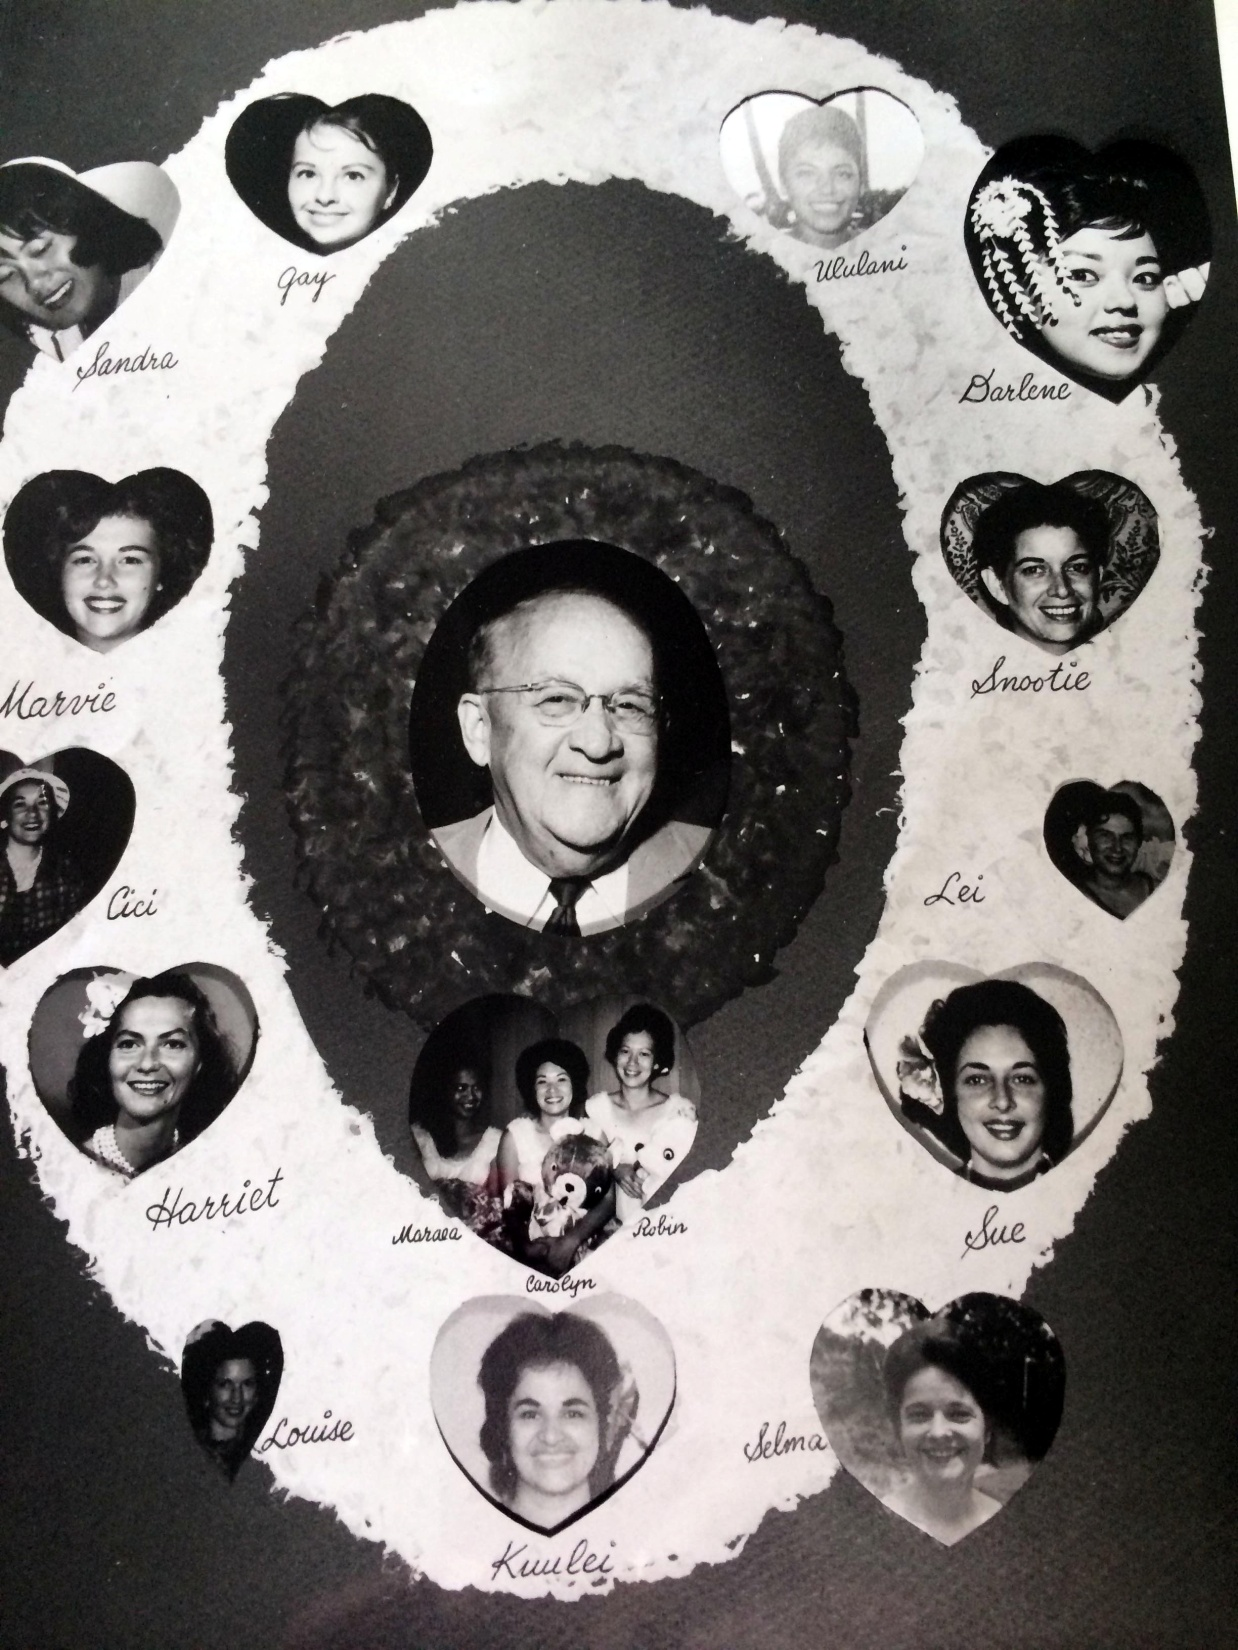 Gay
Ululani
Sandra
Darlene
Marvie
Snootie
Cici
Lei
Harriet
Maraea
Robin
Sue
Carolyn
Louise
Selma
Kuulei